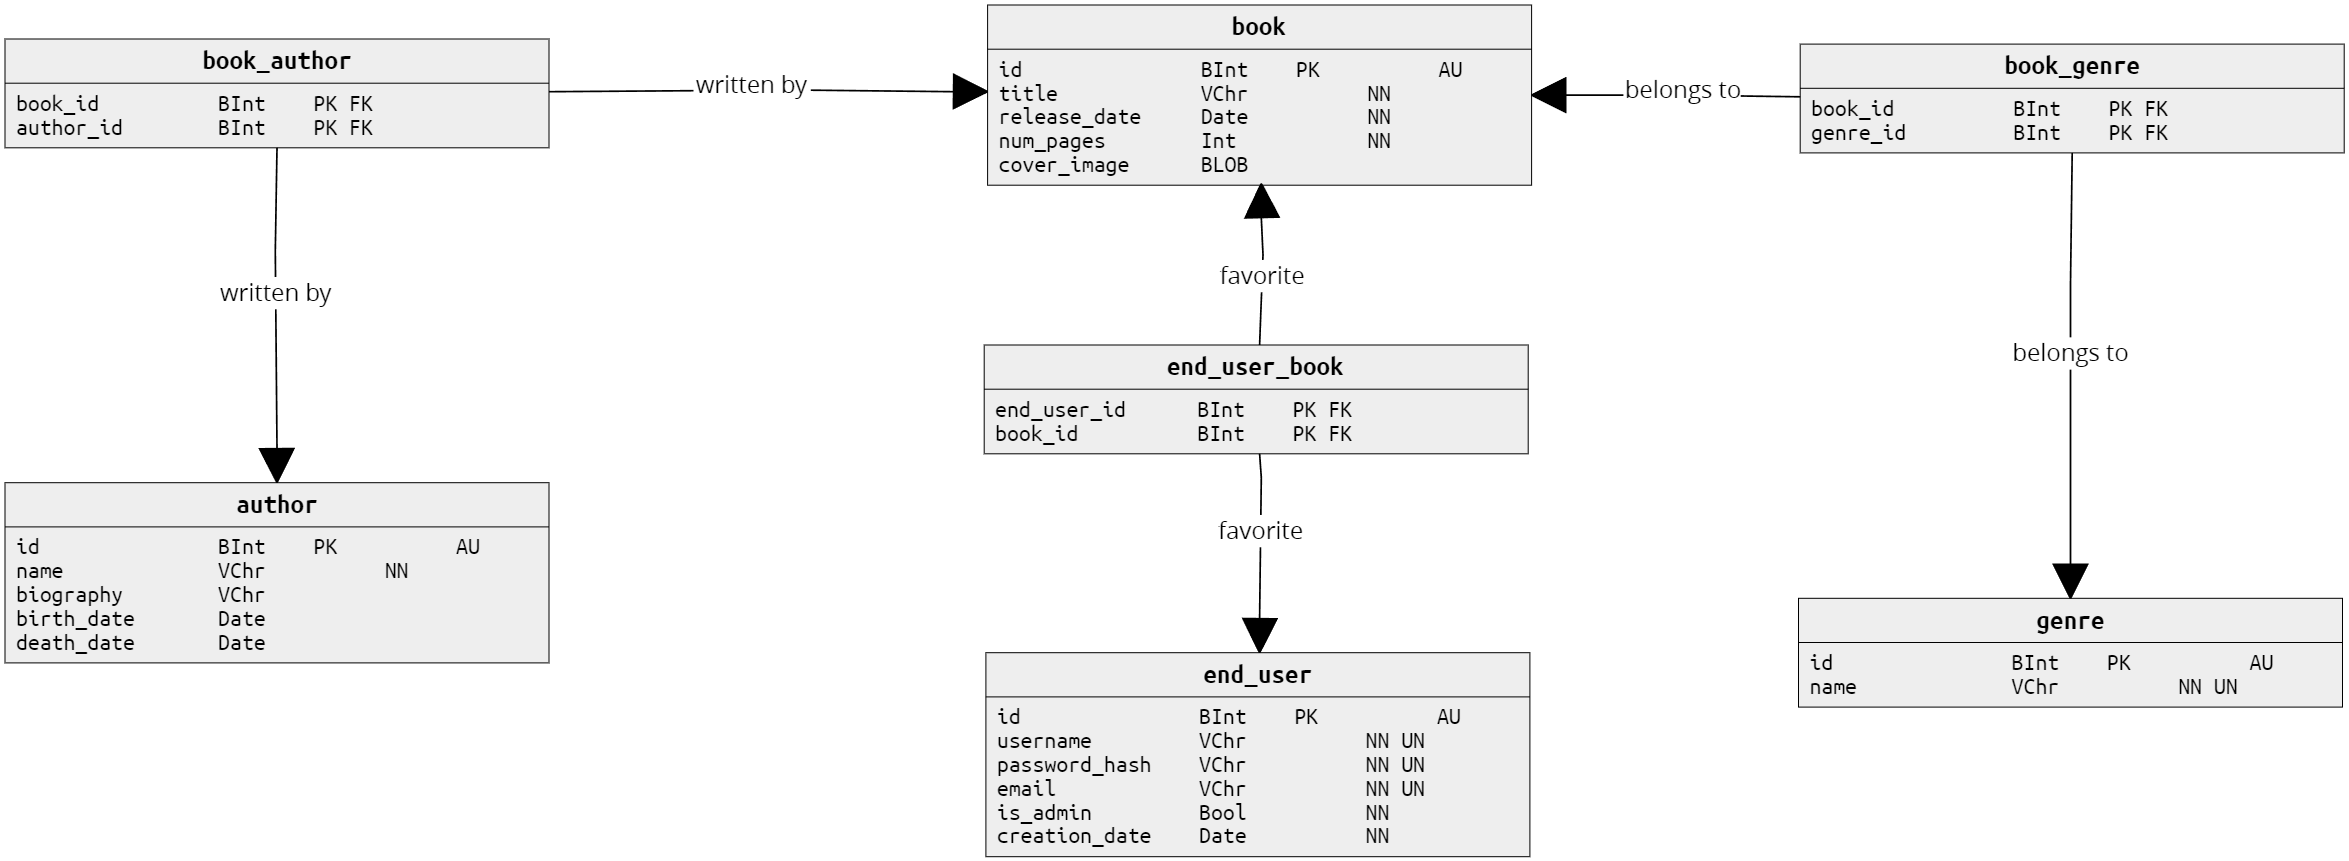 book_author
book_id BInt PK FK
author_id BInt PK FK
written by
book
id BInt PK AU
title VChr NN
release_date Date NN
num_pages Int NN
cover_image BLOB
belongs to
book_genre
book_id BInt PK FK
genre_id BInt PK FK
written by
favorite
belongs to
end_user_book
end_user_id BInt PK FK
book_id BInt PK FK
author
id BInt PK AU
name VChr NN
biography VChr
birth_date Date
death_date Date
favorite
end_user
id BInt PK AU
username VChr NN UN
password_hash VChr NN UN
email VChr NN UN
is_admin Bool NN
creation_date Date NN
genre
id BInt PK AU
name VChr NN UN